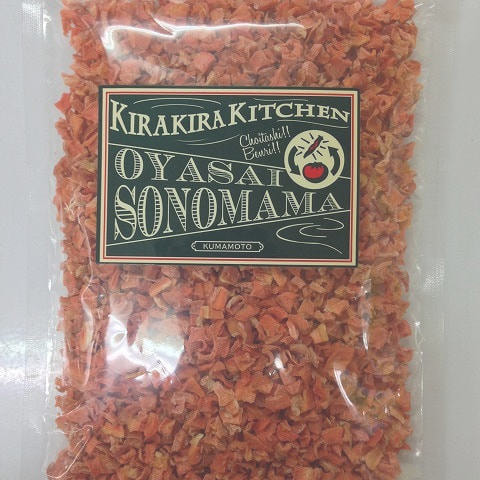 KIRAKIRA KITCHEN
Choitashi!!
Benri!!
OYASAI
SONOMAMA
KUMAMOTO